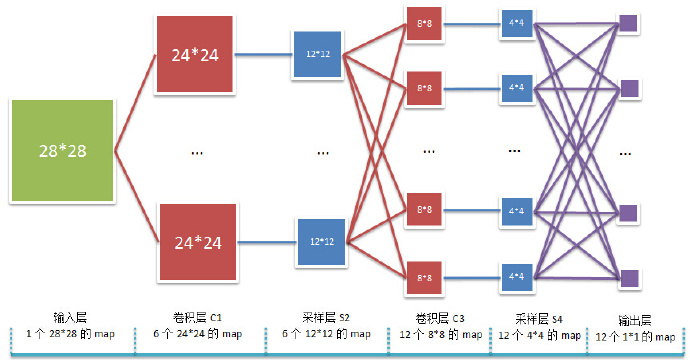 28*28
24*24
...
24*24
12*12
...
12*12
8*8
8*8
...
8*8
8*8
4*4
4*4
...
4*4
4*4
...
输入层
1 个 28*28 的 map
卷积层 C1
6 个 24*24 的 map
采样层 S2
6 个 12*12 的 map
卷积层 C3
12 个 8*8 的 map
采样层 S4
12 个 4*4 的 map
输出层
12 个 1*1 的 map